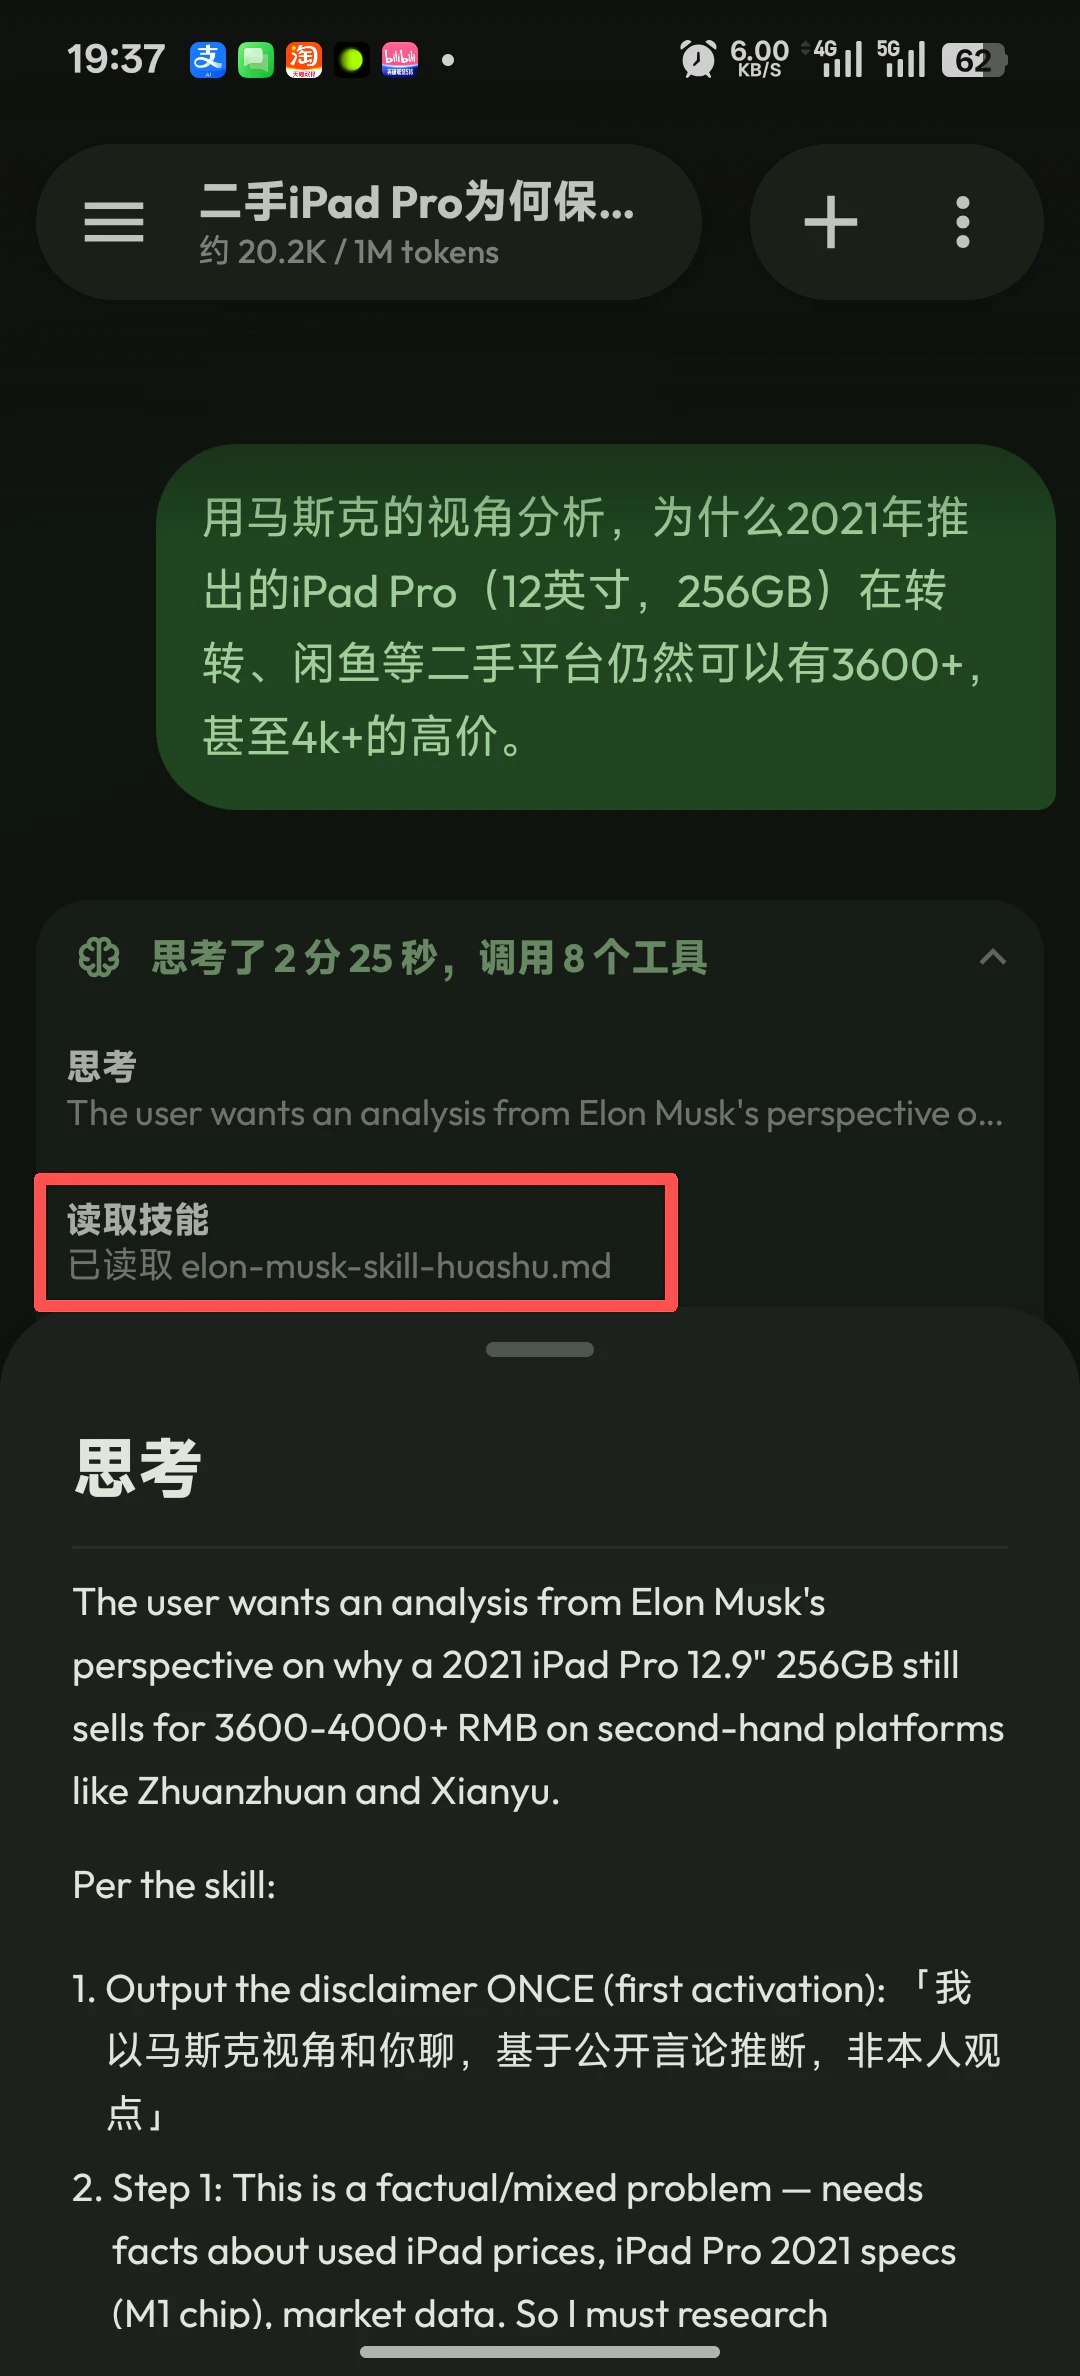 19:37
6.00
KB/S
4G
5G
62
二手iPad Pro为何保...
约 20.2K / 1M tokens
用马斯克的视角分析，为什么2021年推
出的iPad Pro（12英寸，256GB）在转
转、闲鱼等二手平台仍然可以有3600+，
甚至4k+的高价。
思考了 2 分 25 秒，调用 8 个工具
思考
The user wants an analysis from Elon Musk's perspective o...
读取技能
已读取 elon-musk-skill-huashu.md
思考
The user wants an analysis from Elon Musk's
perspective on why a 2021 iPad Pro 12.9" 256GB still
sells for 3600-4000+ RMB on second-hand platforms
like Zhuanzhuan and Xianyu.
Per the skill:
1. Output the disclaimer ONCE (first activation): 「我
以马斯克视角和你聊，基于公开言论推断，非本人观
点」
2. Step 1: This is a factual/mixed problem — needs
facts about used iPad prices, iPad Pro 2021 specs
(M1 chip), market data. So I must research